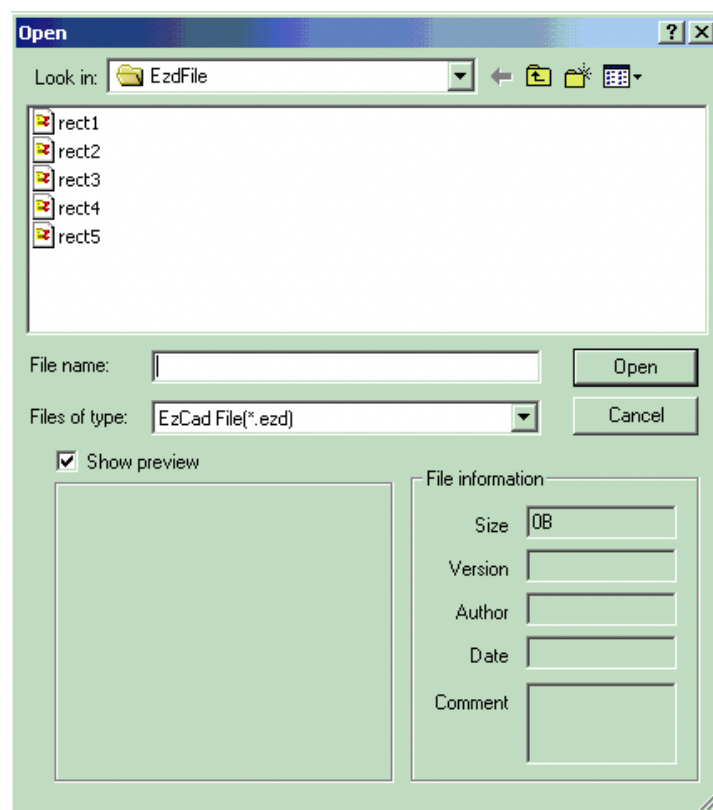 Open
Look in: EzdFile
rect1
rect2
rect3
rect4
rect5
File name:
Open
Files of type: EzCad File(*.ezd)
Cancel
Show preview
File information
Size 0B
Version
Author
Date
Comment